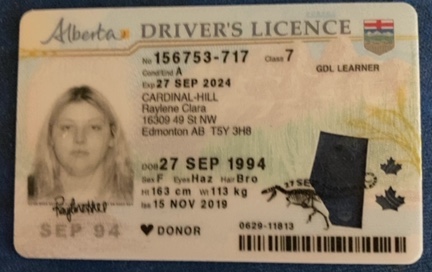 Alberta DRIVER'S LICENCE
No 156753-717 Class 7
Cond/End A GDL LEARNER
Exp 27 SEP 2024
CARDINAL-HILL
Raylene Clara
16309 49 St NW
Edmonton AB T5Y 3H8
DOB 27 SEP 1994
Sex F Eyes Haz Hair Bro
Ht 163 cm Wt 113 kg
Iss 15 NOV 2019
SEP 94
DONOR
0629-11813